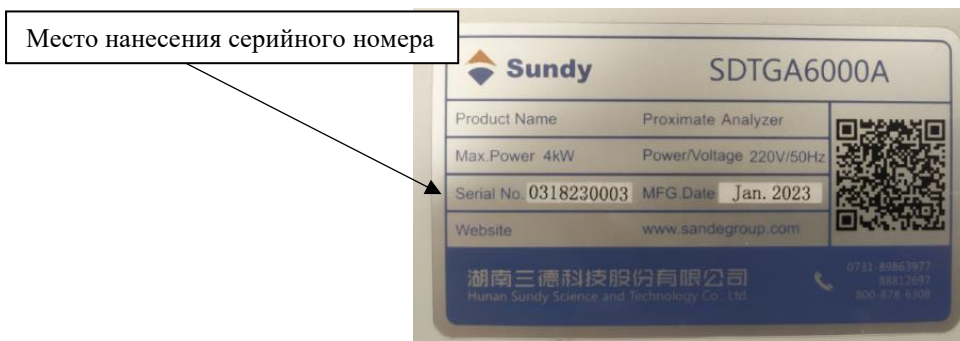 Место нанесения серийного номера
Sundy SDTGA6000A
Product Name Proximate Analyzer
Max.Power 4kW Power/Voltage 220V/50Hz
Serial No. 0318230003 MFG.Date Jan. 2023
Website www.sandegroup.com
湖南三德科技股份有限公司
Hunan Sundy Science and Technology Co., Ltd
0731-89863977
88812697
800-878-6308